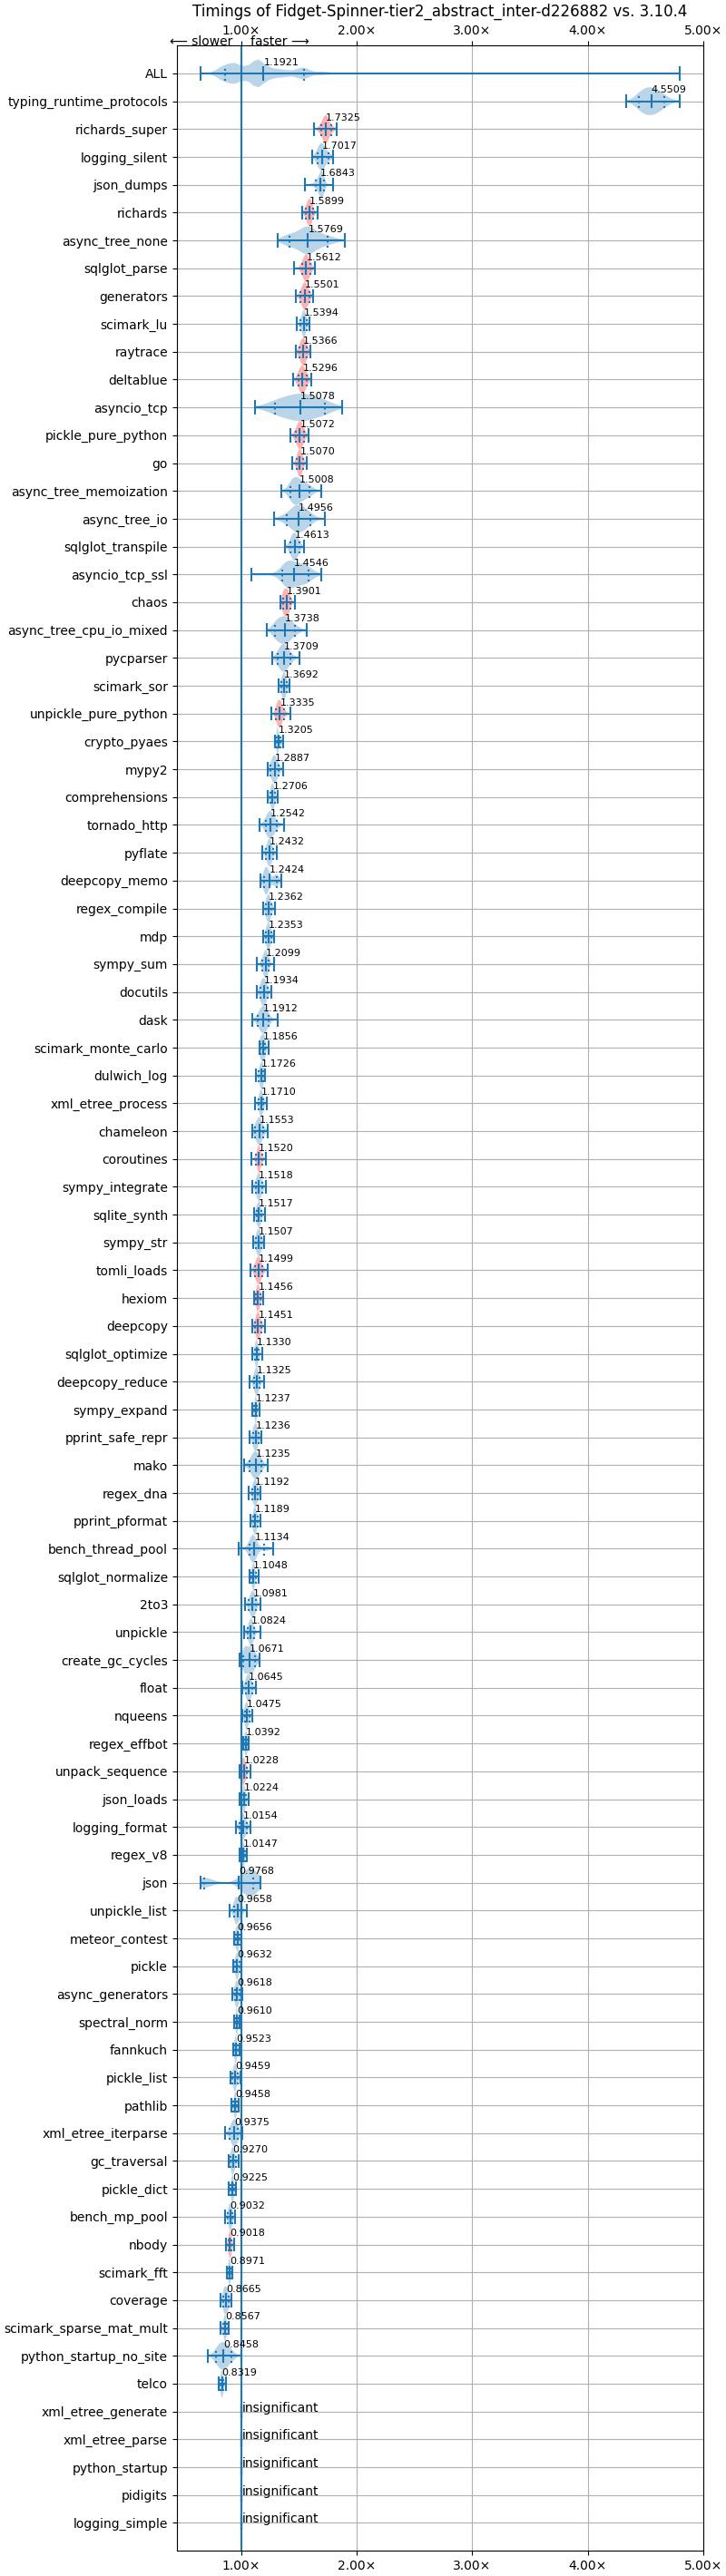 Timings of Fidget-Spinner-tier2_abstract_inter-d226882 vs. 3.10.4
1.00× 2.00× 3.00× 4.00× 5.00×
⟵ slower faster ⟶
ALL 1.1921
typing_runtime_protocols 4.5509
richards_super 1.7325
logging_silent 1.7017
json_dumps 1.6843
richards 1.5899
async_tree_none 1.5769
sqlglot_parse 1.5612
generators 1.5501
scimark_lu 1.5394
raytrace 1.5366
deltablue 1.5296
asyncio_tcp 1.5078
pickle_pure_python 1.5072
go 1.5070
async_tree_memoization 1.5008
async_tree_io 1.4956
sqlglot_transpile 1.4613
asyncio_tcp_ssl 1.4546
chaos 1.3901
async_tree_cpu_io_mixed 1.3738
pycparser 1.3709
scimark_sor 1.3692
unpickle_pure_python 1.3335
crypto_pyaes 1.3205
mypy2 1.2887
comprehensions 1.2706
tornado_http 1.2542
pyflate 1.2432
deepcopy_memo 1.2424
regex_compile 1.2362
mdp 1.2353
sympy_sum 1.2099
docutils 1.1934
dask 1.1912
scimark_monte_carlo 1.1856
dulwich_log 1.1726
xml_etree_process 1.1710
chameleon 1.1553
coroutines 1.1520
sympy_integrate 1.1518
sqlite_synth 1.1517
sympy_str 1.1507
tomli_loads 1.1499
hexiom 1.1456
deepcopy 1.1451
sqlglot_optimize 1.1330
deepcopy_reduce 1.1325
sympy_expand 1.1237
pprint_safe_repr 1.1236
mako 1.1235
regex_dna 1.1192
pprint_pformat 1.1189
bench_thread_pool 1.1134
sqlglot_normalize 1.1048
2to3 1.0981
unpickle 1.0824
create_gc_cycles 1.0671
float 1.0645
nqueens 1.0475
regex_effbot 1.0392
unpack_sequence 1.0228
json_loads 1.0224
logging_format 1.0154
regex_v8 1.0147
json 0.9768
unpickle_list 0.9658
meteor_contest 0.9656
pickle 0.9632
async_generators 0.9618
spectral_norm 0.9610
fannkuch 0.9523
pickle_list 0.9459
pathlib 0.9458
xml_etree_iterparse 0.9375
gc_traversal 0.9270
pickle_dict 0.9225
bench_mp_pool 0.9032
nbody 0.9018
scimark_fft 0.8971
coverage 0.8665
scimark_sparse_mat_mult 0.8567
python_startup_no_site 0.8458
telco 0.8319
xml_etree_generate insignificant
xml_etree_parse insignificant
python_startup insignificant
pidigits insignificant
logging_simple insignificant
1.00× 2.00× 3.00× 4.00× 5.00×